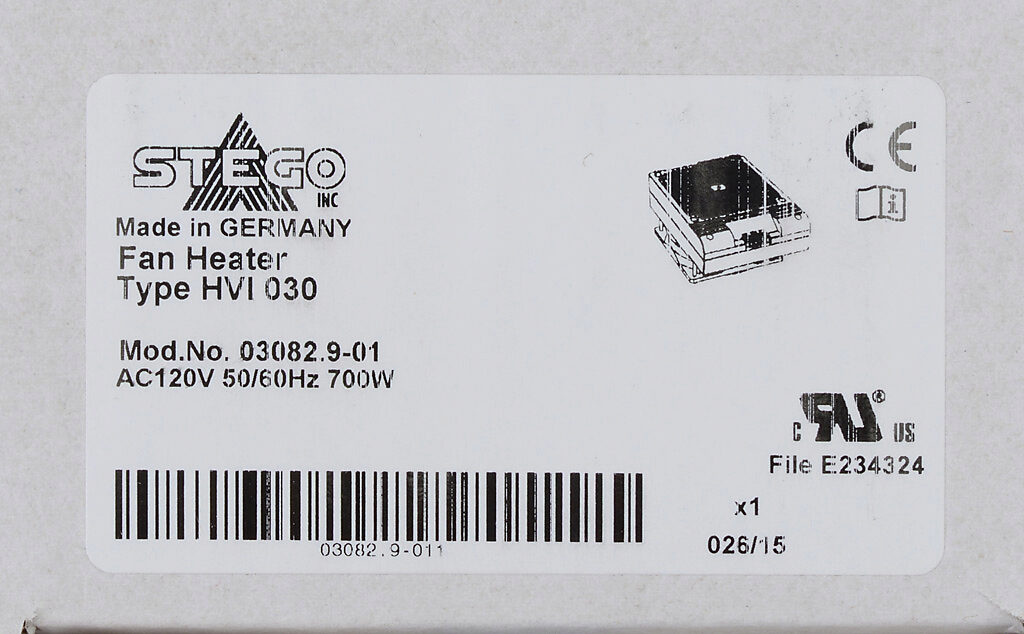 STEGO
INC
Made in GERMANY
Fan Heater
Type HVI 030
Mod.No. 03082.9-01
AC120V 50/60Hz 700W
03082.9-011
CE
i
C RU® US
File E234324
x1
026/15